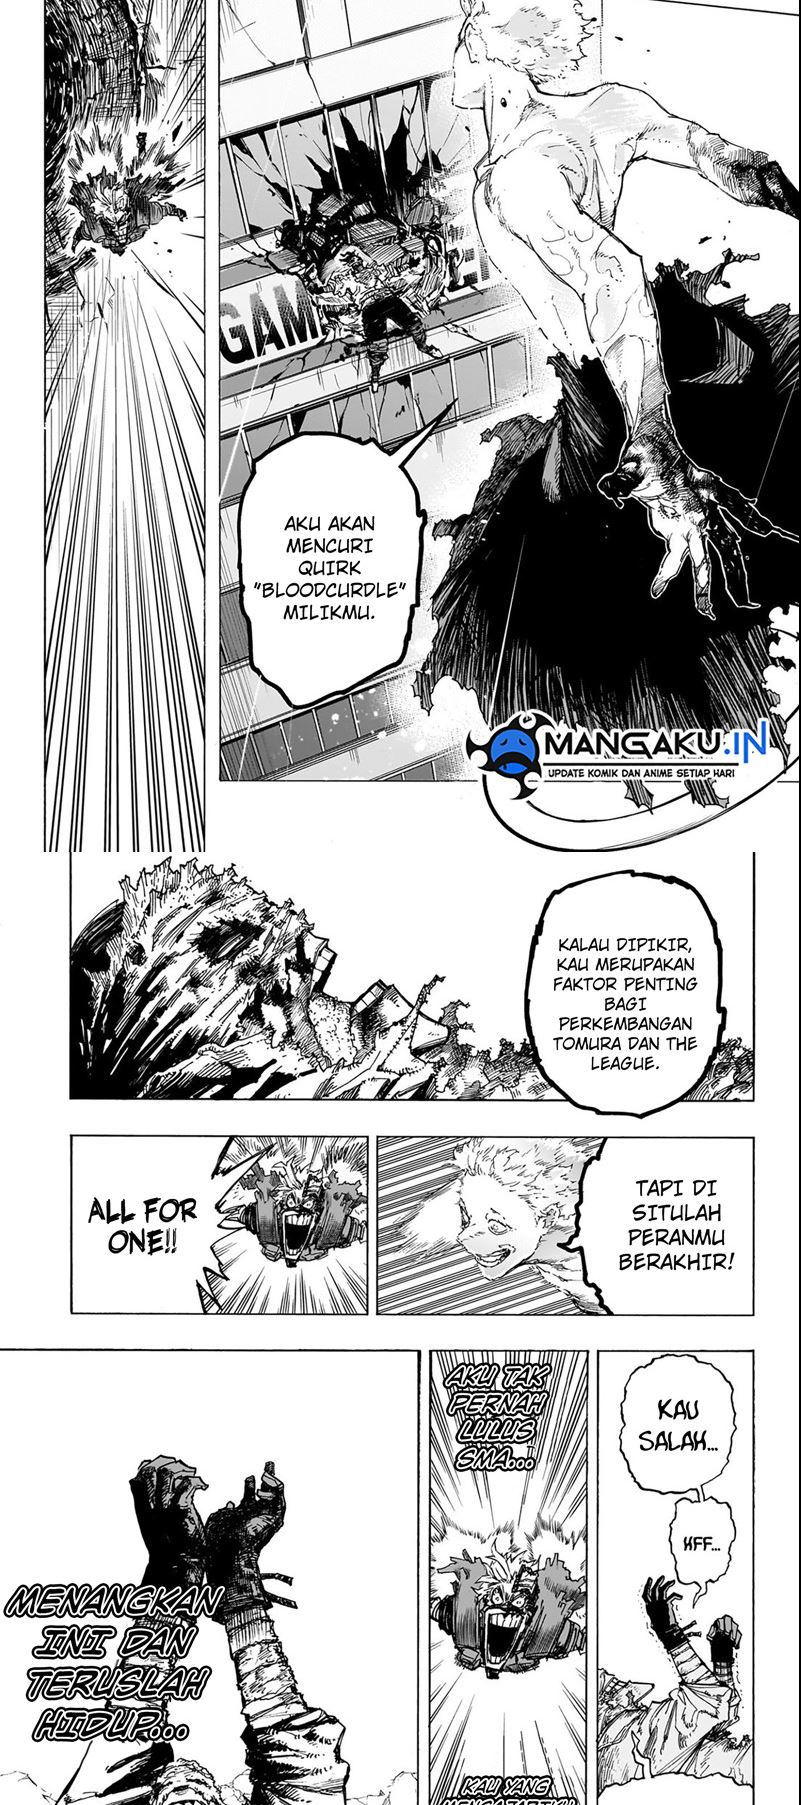 GAM
AKU AKAN
MENCURI
QUIRK
"BLOODCURDLE"
MILIKMU.
MANGAKU.IN
UPDATE KOMIK DAN ANIME SETIAP HARI
KALAU DIPIKIR,
KAU MERUPAKAN
FAKTOR PENTING
BAGI
PERKEMBANGAN
TOMURA DAN THE
LEAGUE.
TAPI DI
SITULAH
PERANMU
BERAKHIR!
ALL FOR
ONE!!
KAU
SALAH...
HFF...
AKU TAK
PERNAH
LULUS
SMA...
KAU YANG
MENANGKAN
INI DAN
TERUSLAH
HIDUP...